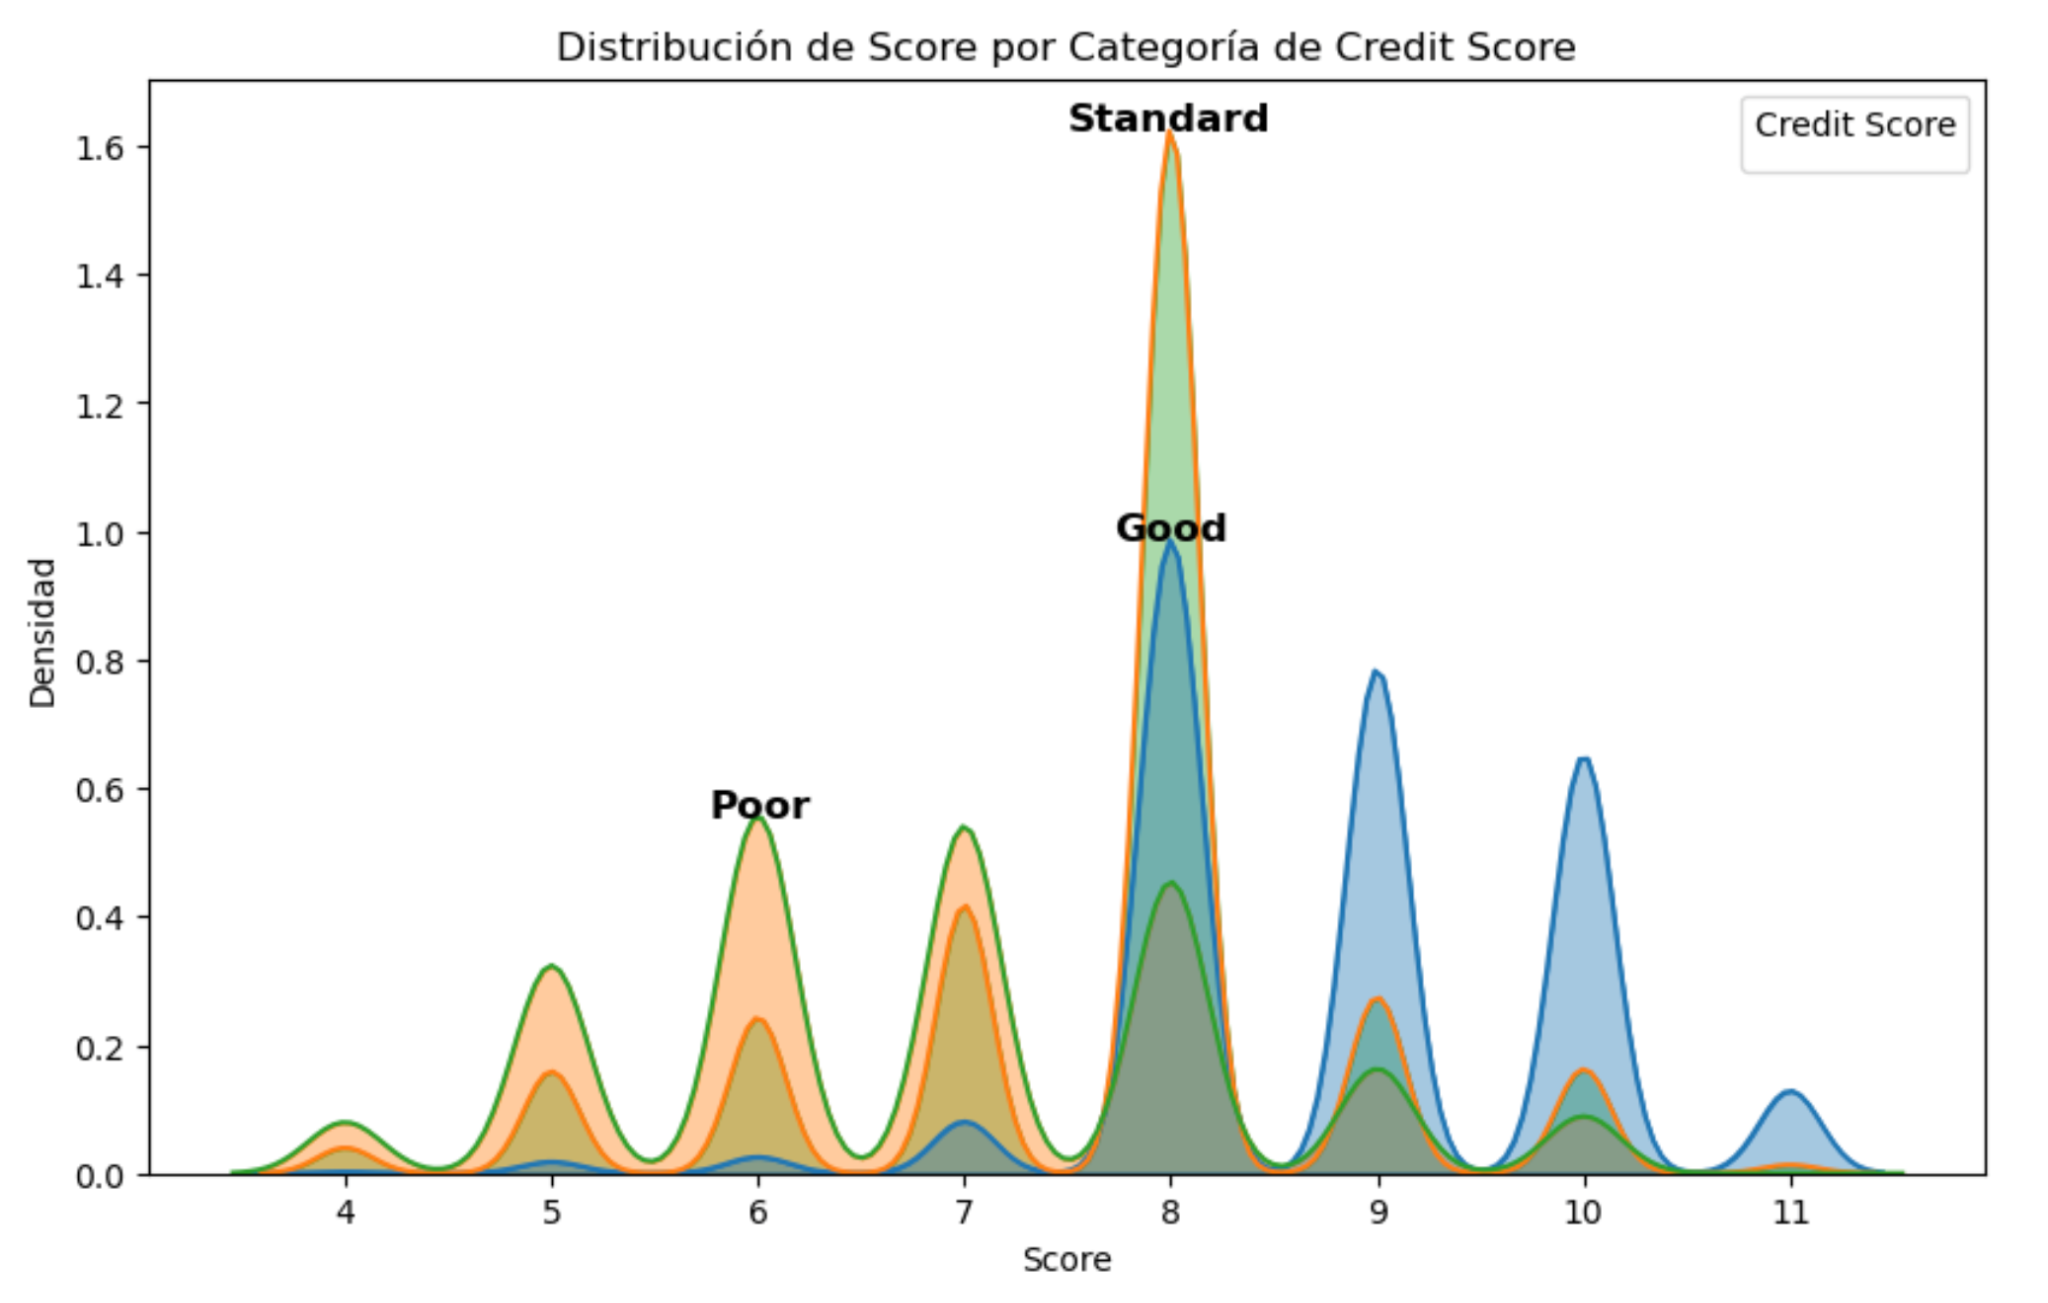 Distribución de Score por Categoría de Credit Score
Credit Score
Standard
Good
Poor
Densidad
1.6
1.4
1.2
1.0
0.8
0.6
0.4
0.2
0.0
4 5 6 7 8 9 10 11
Score